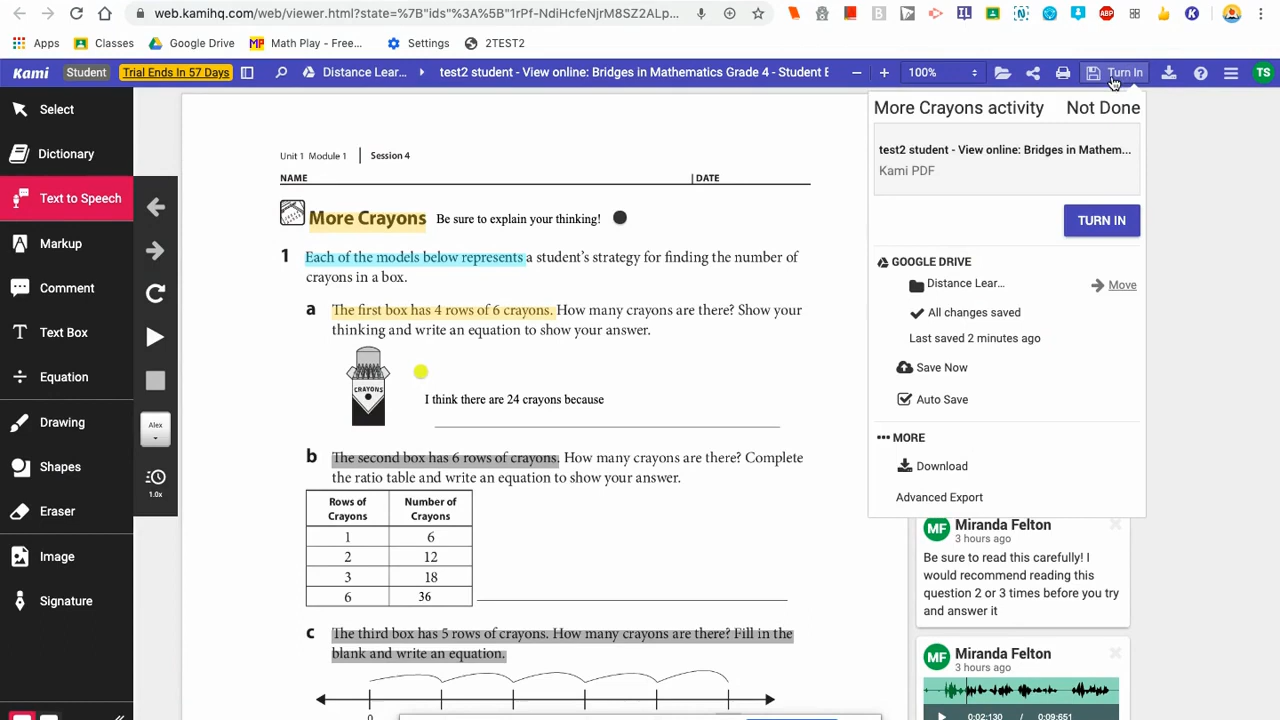 web.kamihq.com/web/viewer.html?state=%7B"ids"%3A%5B"1rPf-NdiHcfeNjrM8SZ2ALp...
Apps Classes Google Drive Math Play - Free... Settings 2TEST2
Kami Student Trial Ends In 57 Days Distance Lear... test2 student - View online: Bridges in Mathematics Grade 4 - Student E 100% Turn In TS
Select
Dictionary
Text to Speech
Markup
Comment
Text Box
Equation
Drawing
Shapes
Eraser
Image
Signature
Alex
1.0x
Unit 1 Module 1 | Session 4
NAME | DATE
More Crayons Be sure to explain your thinking!
1 Each of the models below represents a student's strategy for finding the number of
crayons in a box.
a The first box has 4 rows of 6 crayons. How many crayons are there? Show your
thinking and write an equation to show your answer.
CRAYONS
I think there are 24 crayons because
b The second box has 6 rows of crayons. How many crayons are there? Complete
the ratio table and write an equation to show your answer.
Rows of Crayons Number of Crayons
1 6
2 12
3 18
6 36
c The third box has 5 rows of crayons. How many crayons are there? Fill in the
blank and write an equation.
0
More Crayons activity Not Done
test2 student - View online: Bridges in Mathem...
Kami PDF
TURN IN
GOOGLE DRIVE
Distance Lear... Move
All changes saved
Last saved 2 minutes ago
Save Now
Auto Save
••• MORE
Download
Advanced Export
MF Miranda Felton
3 hours ago
Be sure to read this carefully! I
would recommend reading this
question 2 or 3 times before you try
and answer it
MF Miranda Felton
3 hours ago
0:02:130 / 0:09:651